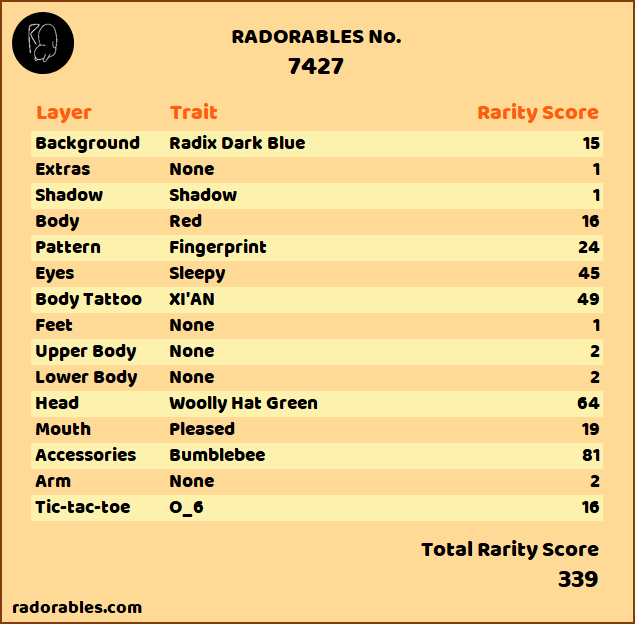 RADORABLES No.
7427
Layer Trait Rarity Score
Background Radix Dark Blue 15
Extras None 1
Shadow Shadow 1
Body Red 16
Pattern Fingerprint 24
Eyes Sleepy 45
Body Tattoo XI'AN 49
Feet None 1
Upper Body None 2
Lower Body None 2
Head Woolly Hat Green 64
Mouth Pleased 19
Accessories Bumblebee 81
Arm None 2
Tic-tac-toe O_6 16
Total Rarity Score
339
radorables.com